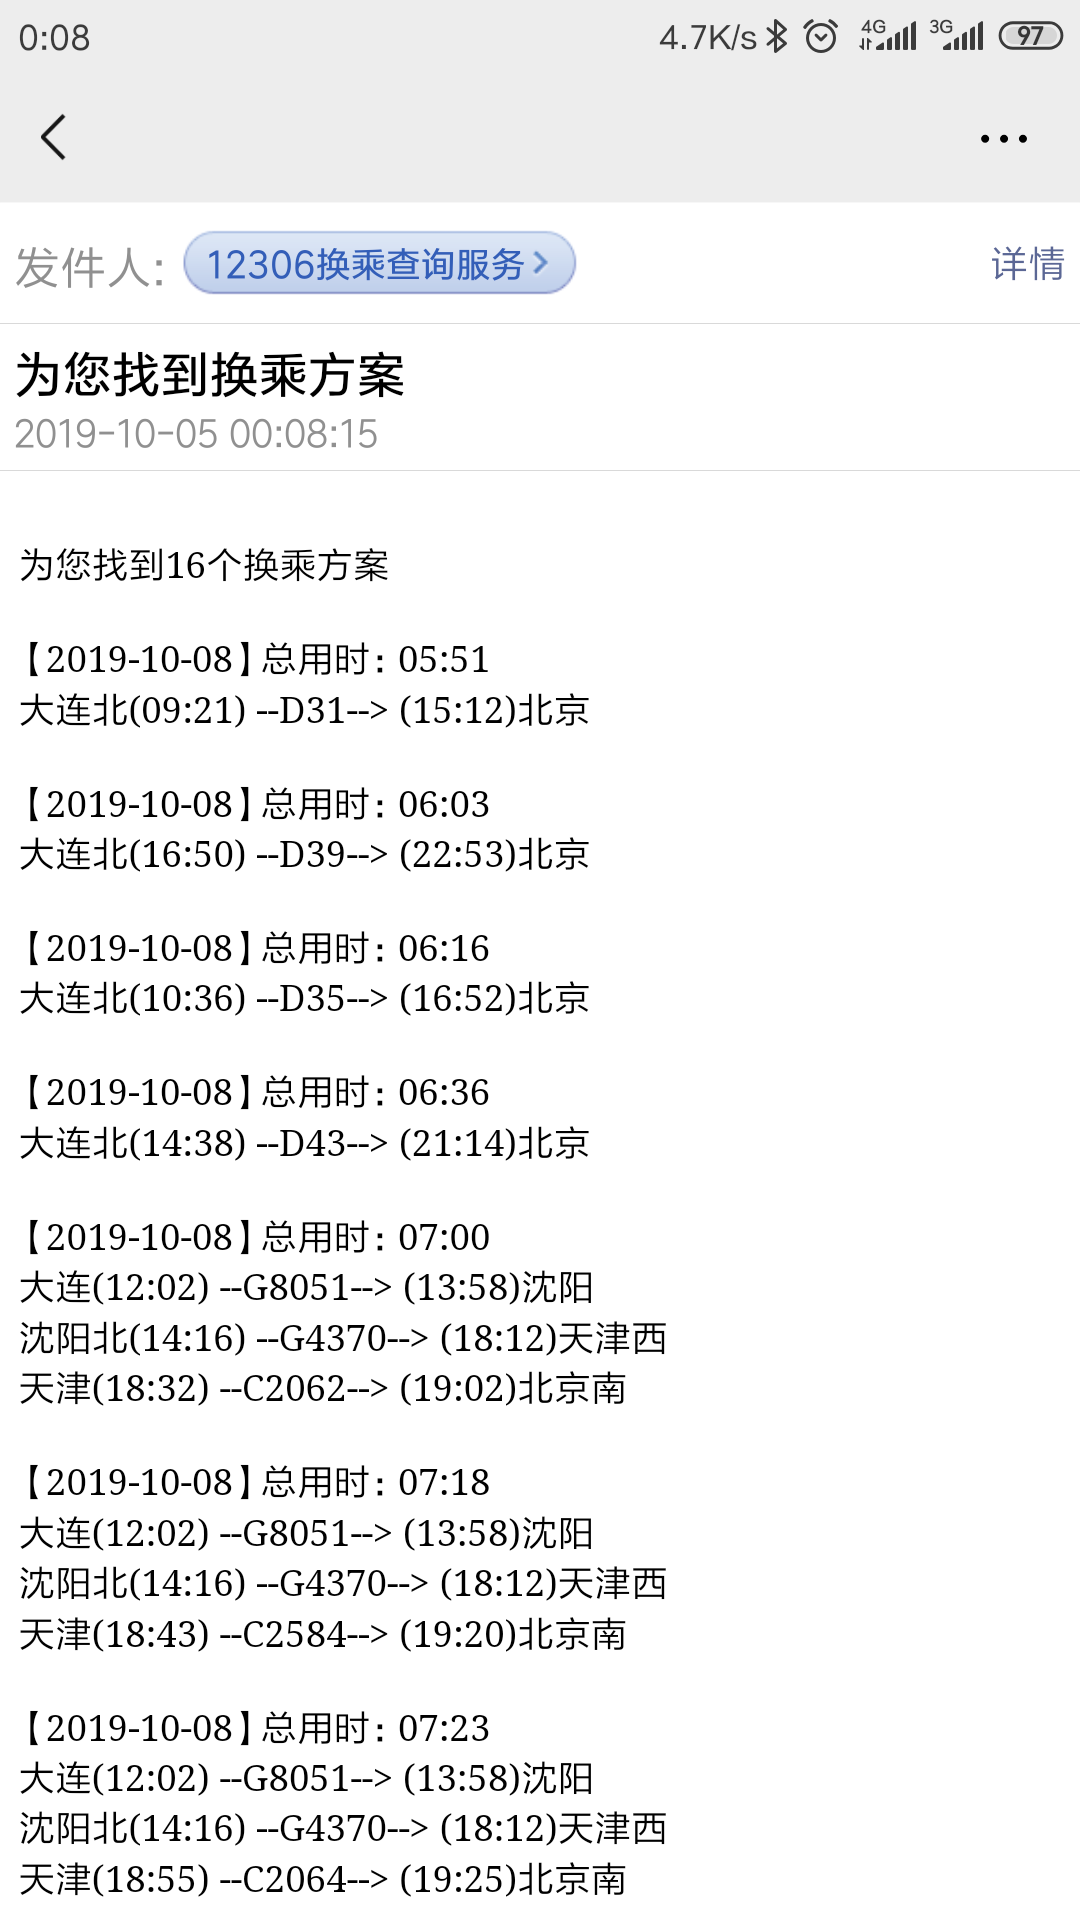 0:08
4.7K/s 4G 3G 97
发件人: 12306换乘查询服务 详情
为您找到换乘方案
2019-10-05 00:08:15
为您找到16个换乘方案
【2019-10-08】总用时：05:51
大连北(09:21) --D31--> (15:12)北京
【2019-10-08】总用时：06:03
大连北(16:50) --D39--> (22:53)北京
【2019-10-08】总用时：06:16
大连北(10:36) --D35--> (16:52)北京
【2019-10-08】总用时：06:36
大连北(14:38) --D43--> (21:14)北京
【2019-10-08】总用时：07:00
大连(12:02) --G8051--> (13:58)沈阳
沈阳北(14:16) --G4370--> (18:12)天津西
天津(18:32) --C2062--> (19:02)北京南
【2019-10-08】总用时：07:18
大连(12:02) --G8051--> (13:58)沈阳
沈阳北(14:16) --G4370--> (18:12)天津西
天津(18:43) --C2584--> (19:20)北京南
【2019-10-08】总用时：07:23
大连(12:02) --G8051--> (13:58)沈阳
沈阳北(14:16) --G4370--> (18:12)天津西
天津(18:55) --C2064--> (19:25)北京南